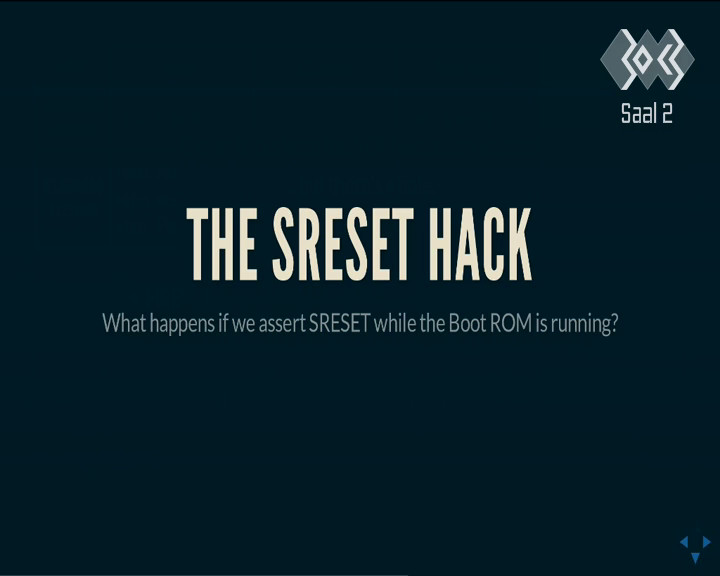 Saal 2
THE SRESET HACK
What happens if we assert SRESET while the Boot ROM is running?